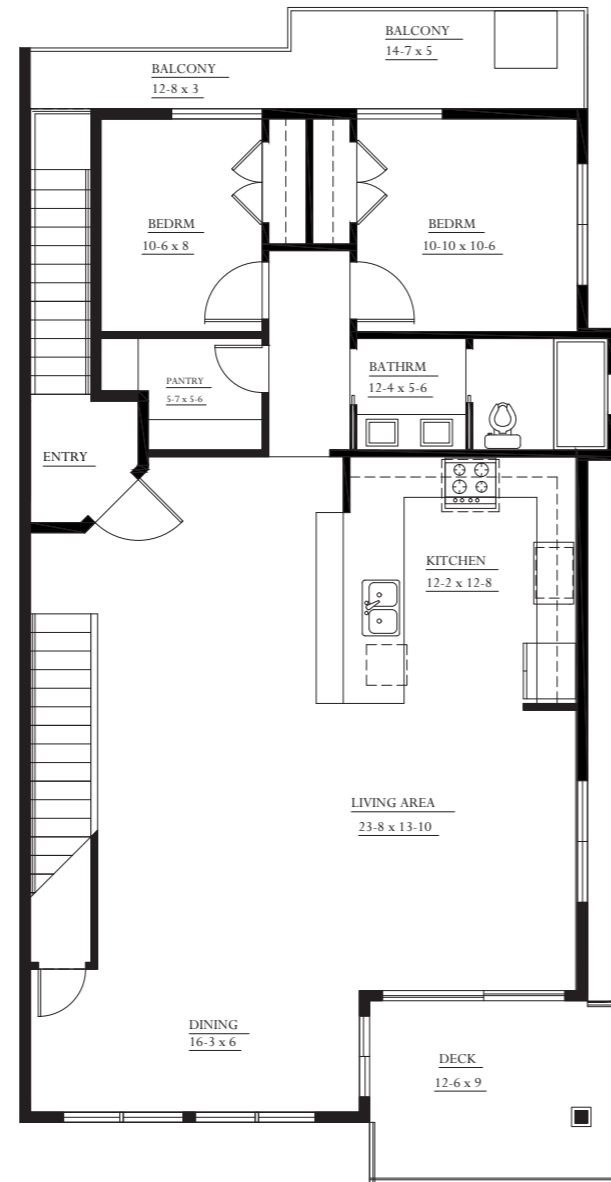 BALCONY
14-7 x 5
BALCONY
12-8 x 3
BEDRM
10-6 x 8
BEDRM
10-10 x 10-6
PANTRY
5-7 x 5-6
BATHRM
12-4 x 5-6
ENTRY
KITCHEN
12-2 x 12-8
LIVING AREA
23-8 x 13-10
DINING
16-3 x 6
DECK
12-6 x 9